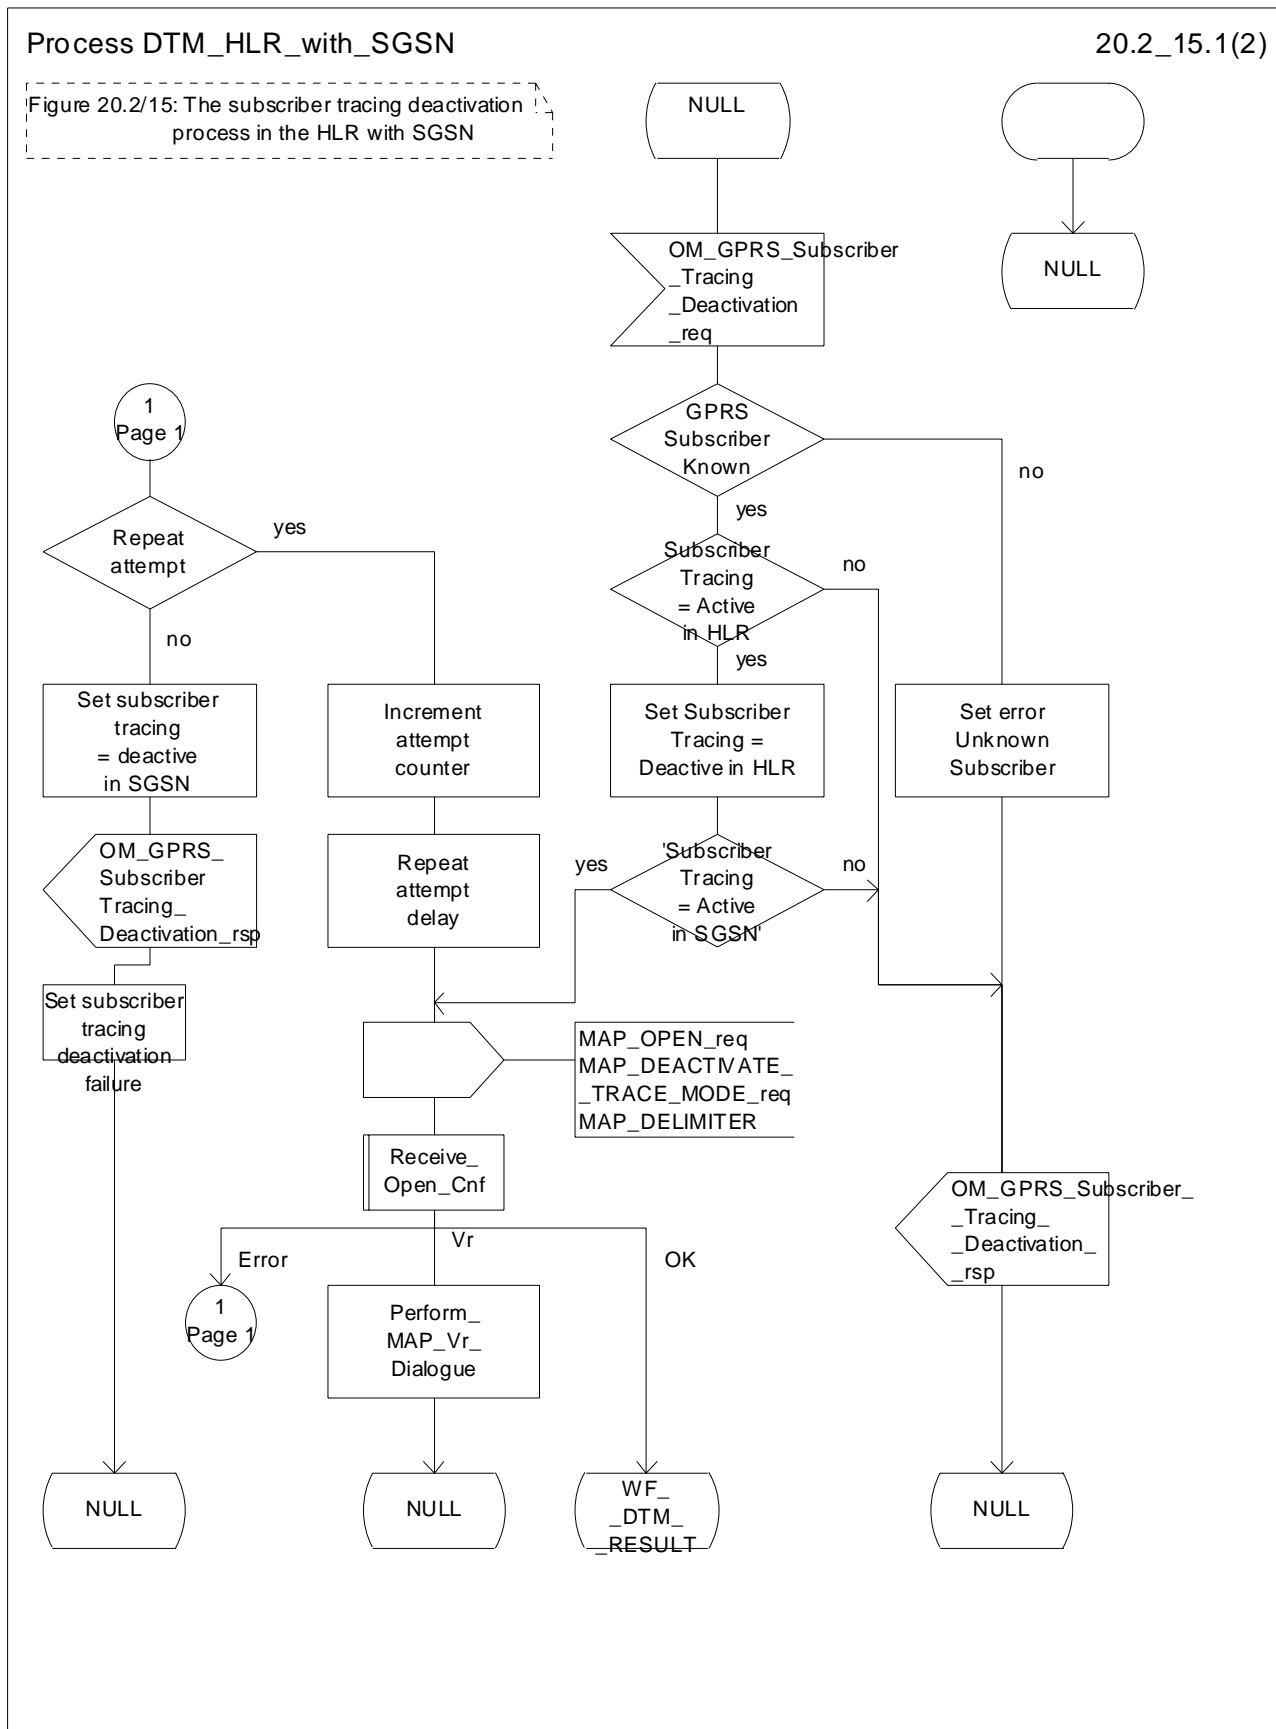 Process DTM_HLR_with_SGSN
20.2_15.1(2)
Figure 20.2/15: The subscriber tracing deactivation
process in the HLR with SGSN
NULL
OM_GPRS_Subscriber
_Tracing
_Deactivation
_req
NULL
1
Page 1
GPRS
Subscriber
Known
no
yes
Repeat
attempt
yes
no
Subscriber
Tracing
= Active
in HLR
no
yes
Set subscriber
tracing
= deactive
in SGSN
Increment
attempt
counter
Set Subscriber
Tracing =
Deactive in HLR
Set error
Unknown
Subscriber
OM_GPRS_
Subscriber
Tracing_
Deactivation_rsp
Repeat
attempt
delay
yes
'Subscriber
Tracing
= Active
in SGSN'
no
Set subscriber
tracing
deactivation
failure
MAP_OPEN_req
MAP_DEACTIVATE_
_TRACE_MODE_req
MAP_DELIMITER
Receive_
Open_Cnf
OM_GPRS_Subscriber_
_Tracing_
_Deactivation_
_rsp
Error
Vr
OK
1
Page 1
Perform_
MAP_Vr_
Dialogue
NULL
NULL
WF_
_DTM_
_RESULT
NULL